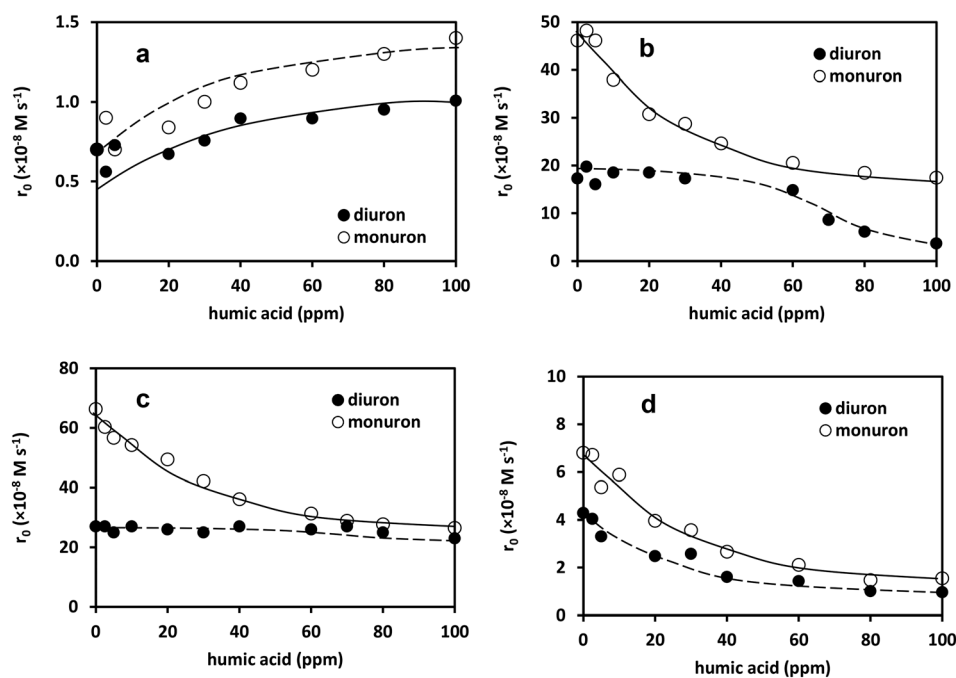 a
r₀ (×10⁻⁸ M s⁻¹)
1.5
1.0
0.5
0.0
0 20 40 60 80 100
humic acid (ppm)
diuron
monuron
b
r₀ (×10⁻⁸ M s⁻¹)
50
40
30
20
10
0
0 20 40 60 80 100
humic acid (ppm)
diuron
monuron
c
r₀ (×10⁻⁸ M s⁻¹)
80
60
40
20
0
0 20 40 60 80 100
humic acid (ppm)
diuron
monuron
d
r₀ (×10⁻⁸ M s⁻¹)
10
8
6
4
2
0
0 20 40 60 80 100
humic acid (ppm)
diuron
monuron